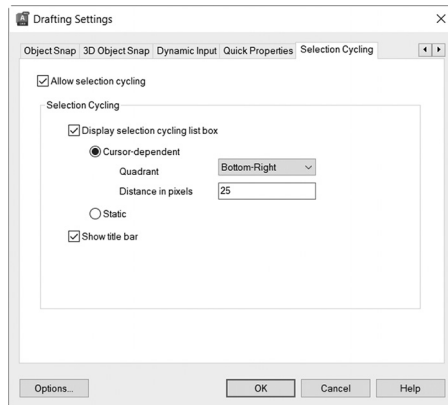 Drafting Settings
Object Snap 3D Object Snap Dynamic Input Quick Properties Selection Cycling
Allow selection cycling
Selection Cycling
Display selection cycling list box
Cursor-dependent
Quadrant Bottom-Right
Distance in pixels 25
Static
Show title bar
Options... OK Cancel Help